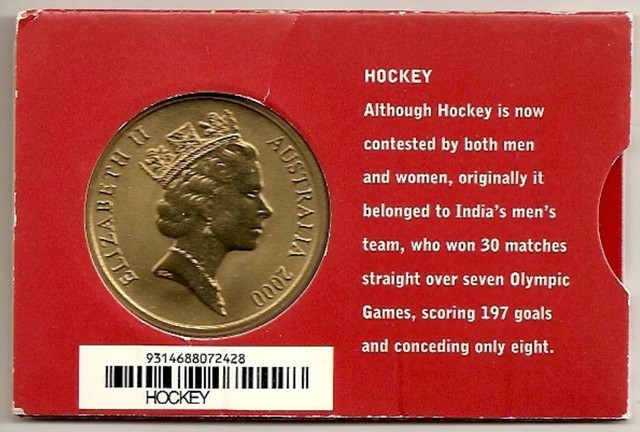 HOCKEY
Although Hockey is now
contested by both men
and women, originally it
belonged to India's men's
team, who won 30 matches
straight over seven Olympic
Games, scoring 197 goals
and conceding only eight.
ELIZABETH II
AUSTRALIA 2000
9314688072428
HOCKEY